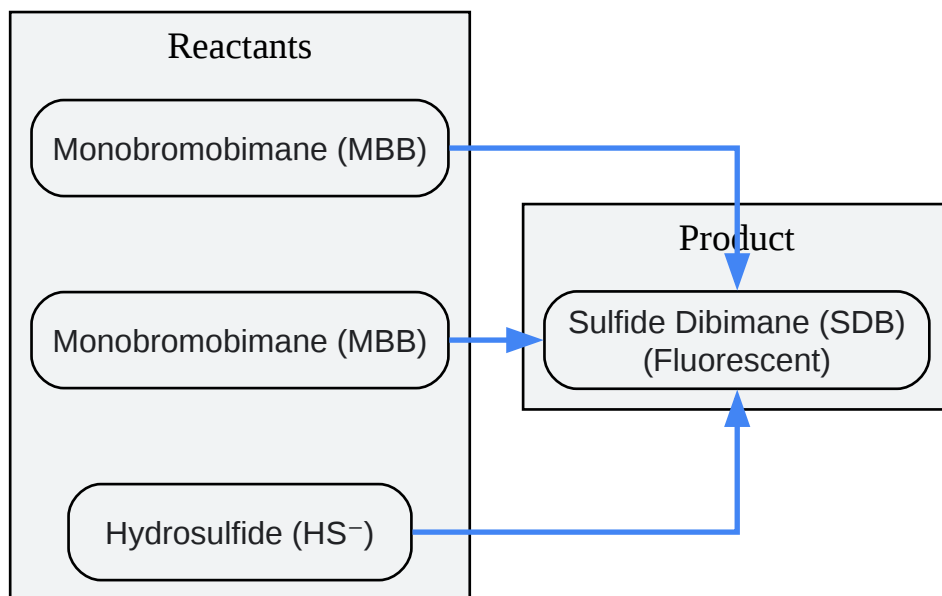 Reactants
Monobromobimane (MBB)
Monobromobimane (MBB)
Hydrosulfide (HS⁻)
Product
Sulfide Dibimane (SDB)
(Fluorescent)